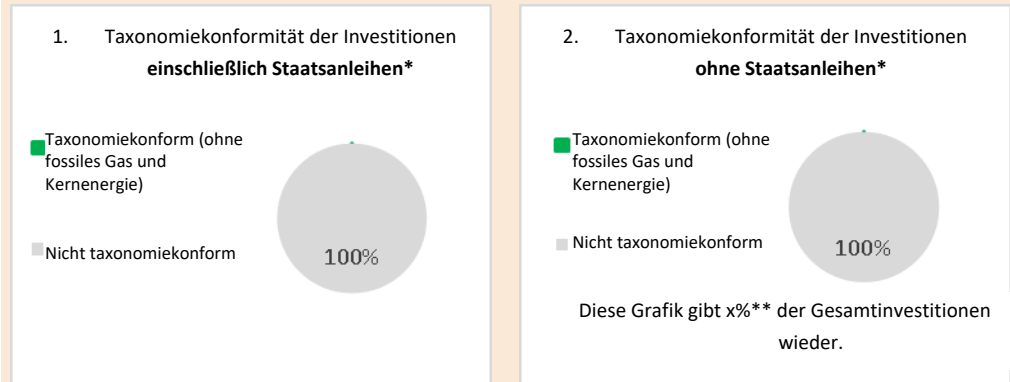 1. Taxonomiekonformität der Investitionen
einschließlich Staatsanleihen*
Taxonomiekonform (ohne
fossiles Gas und
Kernenergie)
Nicht taxonomiekonform
100%
2. Taxonomiekonformität der Investitionen
ohne Staatsanleihen*
Taxonomiekonform (ohne
fossiles Gas und
Kernenergie)
Nicht taxonomiekonform
100%
Diese Grafik gibt x%** der Gesamtinvestitionen
wieder.